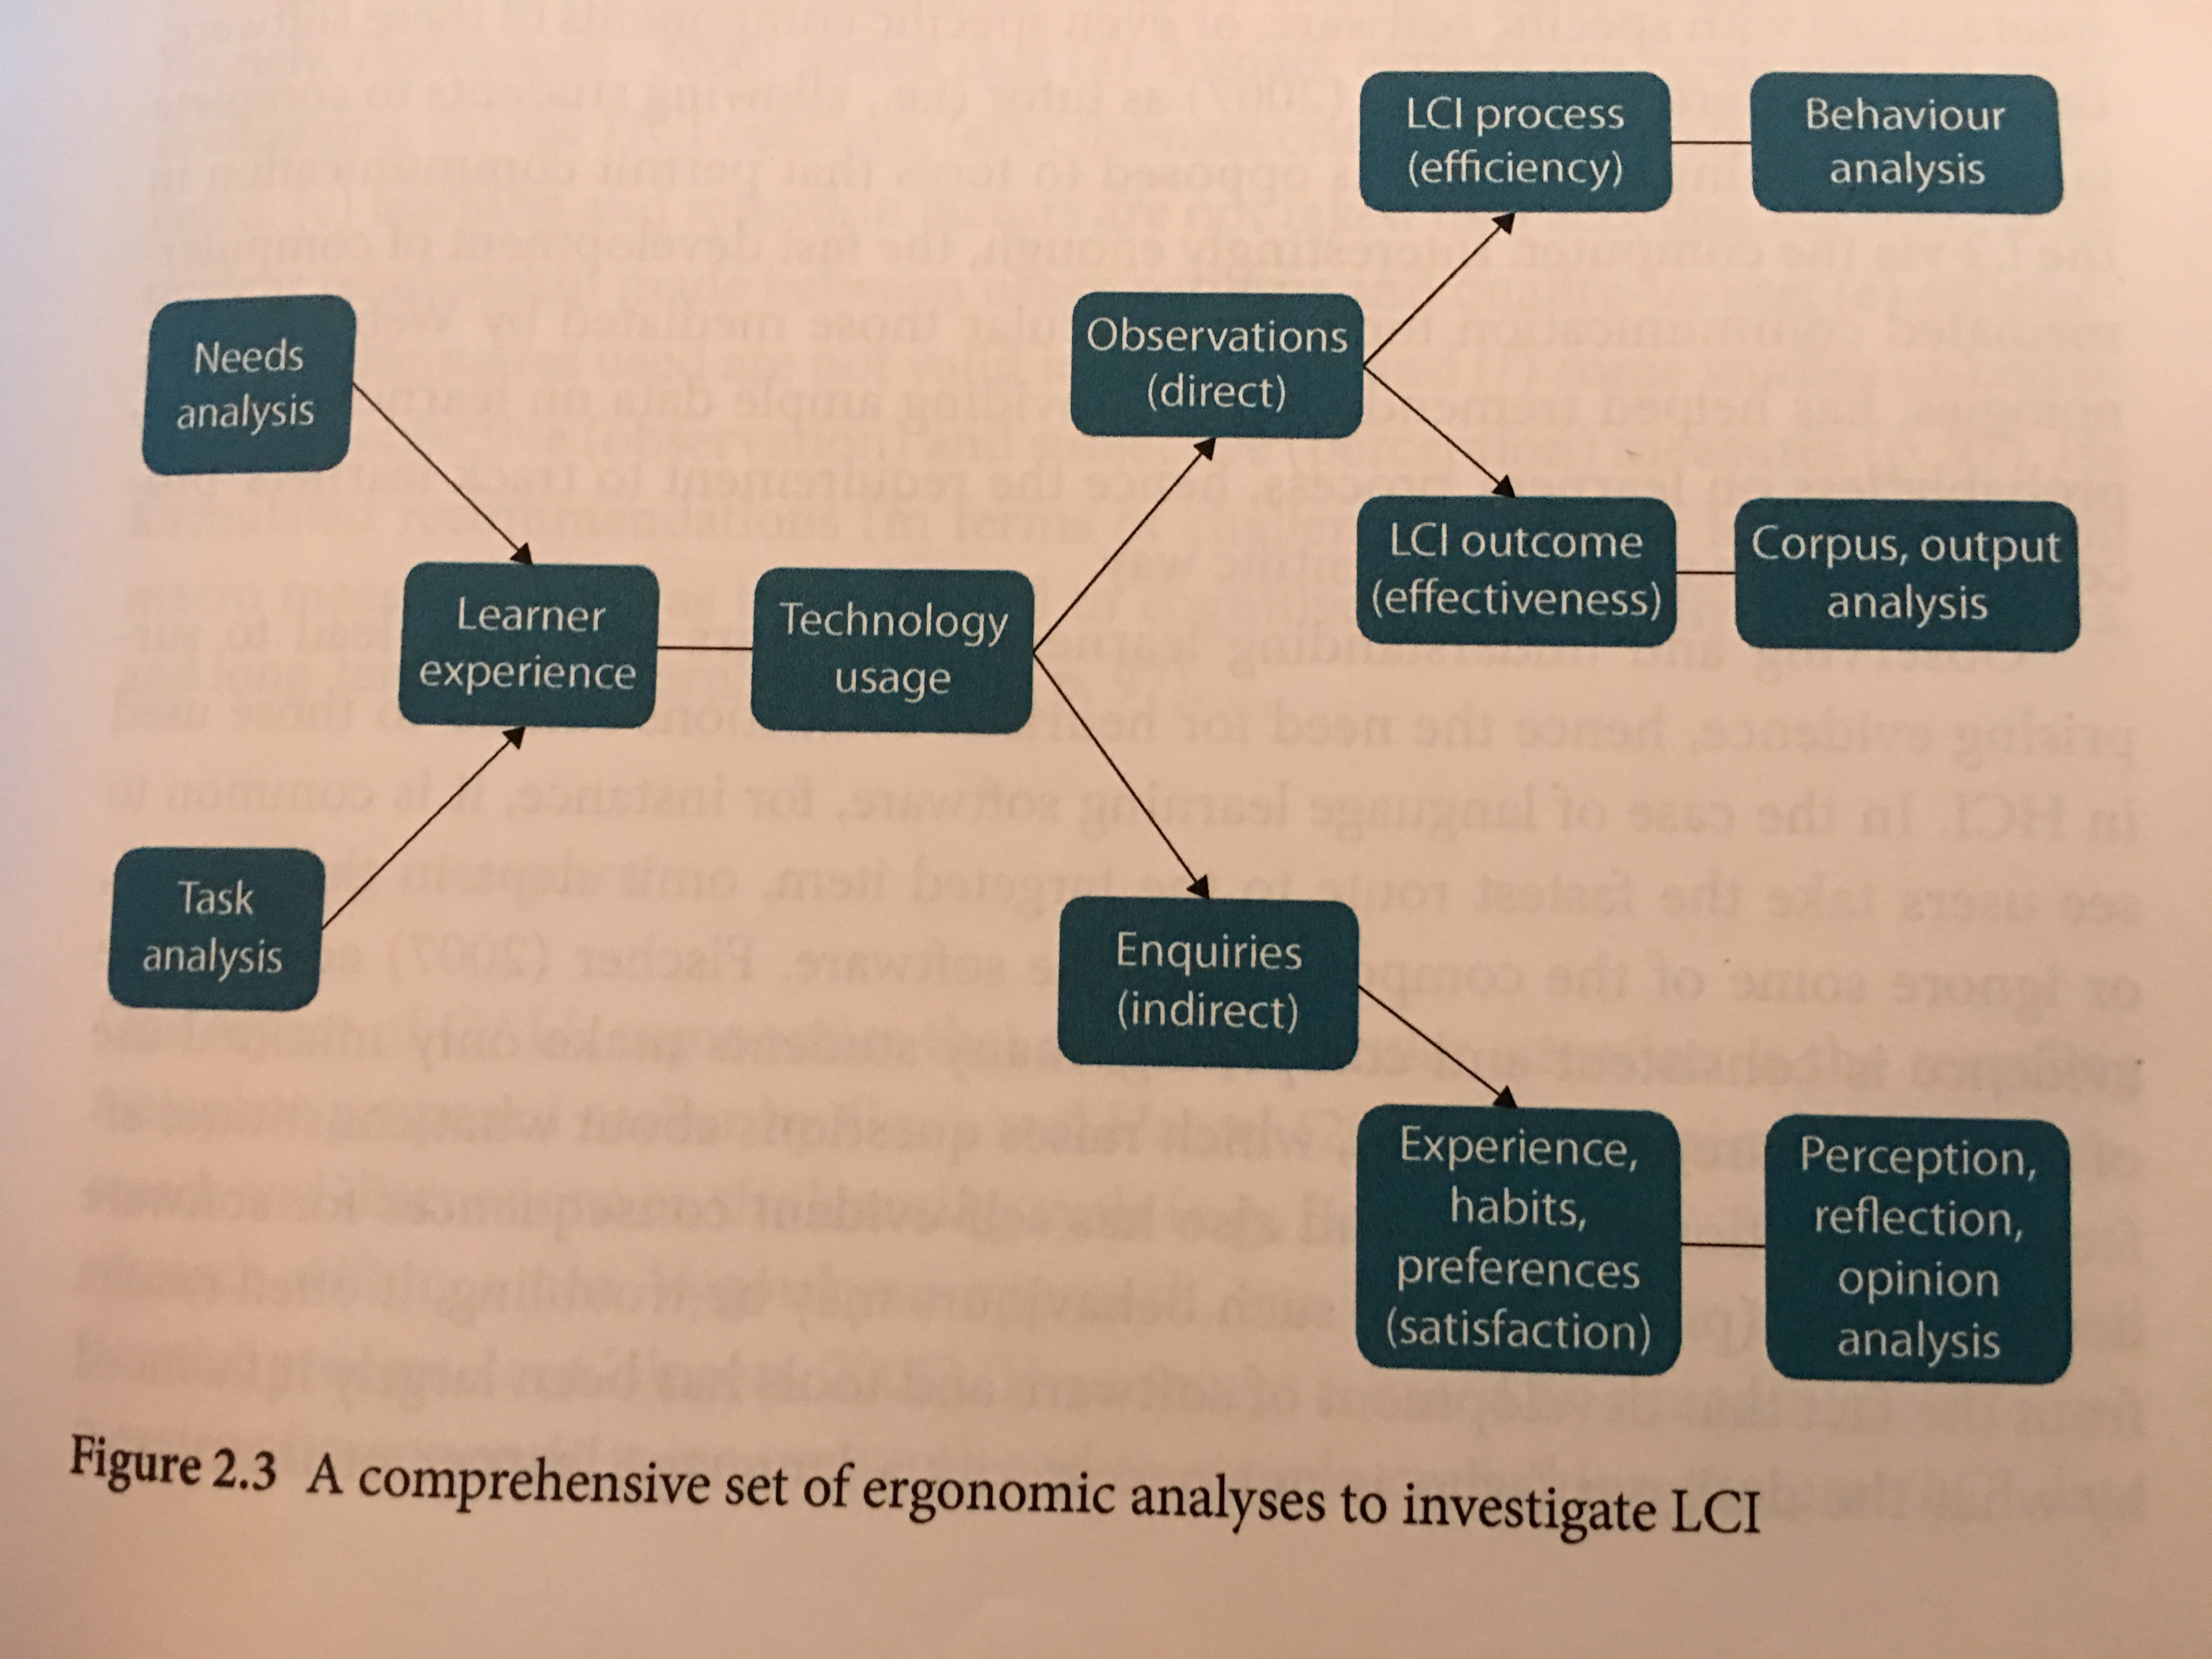 Needs
analysis
Task
analysis
Learner
experience
Technology
usage
Observations
(direct)
Enquiries
(indirect)
LCI process
(efficiency)
Behaviour
analysis
LCI outcome
(effectiveness)
Corpus, output
analysis
Experience,
habits,
preferences
(satisfaction)
Perception,
reflection,
opinion
analysis
Figure 2.3 A comprehensive set of ergonomic analyses to investigate LCI